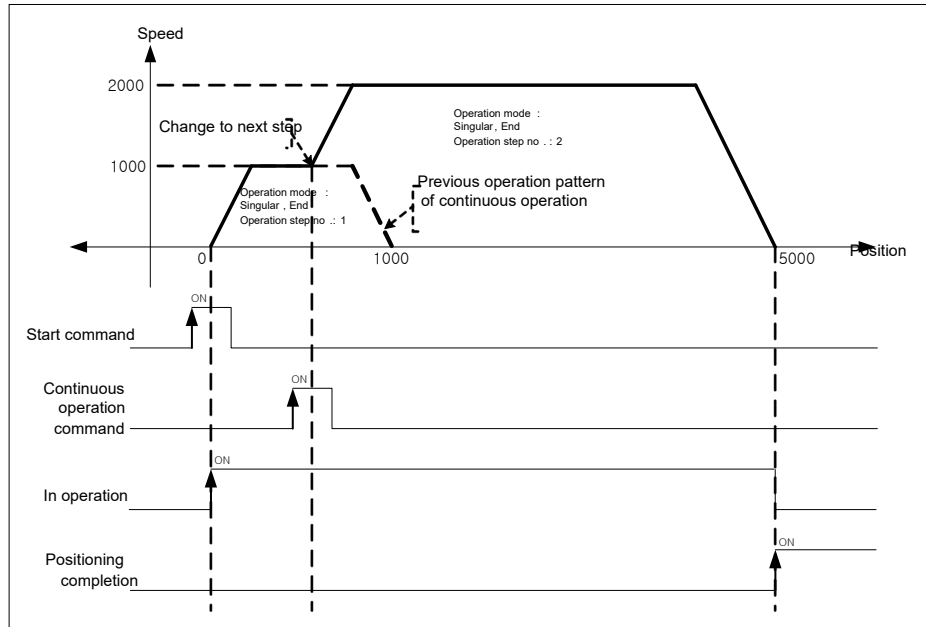 Speed
2000
Operation mode :
Singular , End
Operation step no . : 2
Change to next step
1000
Previous operation pattern
of continuous operation
Operation mode :
Singular , End
Operation step no .: 1
0
1000
5000
Position
ON
Start command
ON
Continuous
operation
command
ON
In operation
ON
Positioning
completion